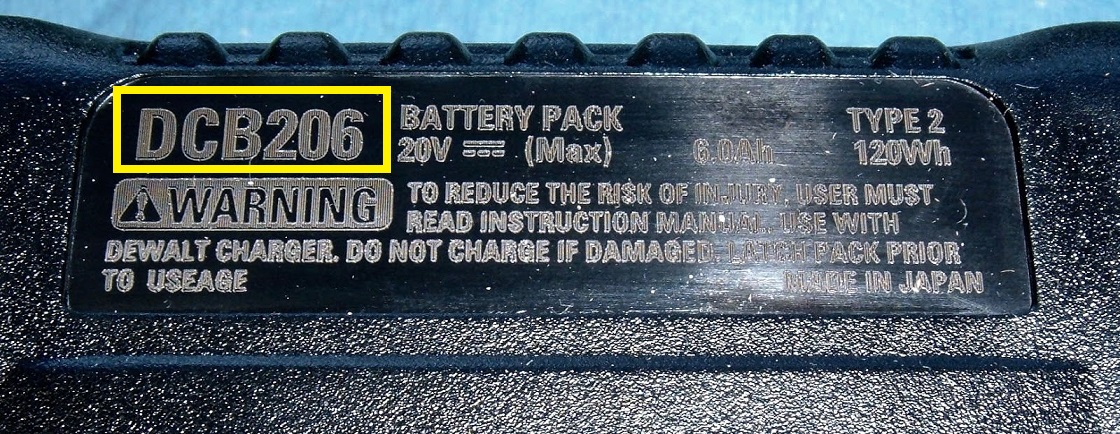 DCB206 BATTERY PACK TYPE 2
20V ⎓ (Max) 6.0Ah 120Wh
⚠WARNING TO REDUCE THE RISK OF INJURY, USER MUST
READ INSTRUCTION MANUAL. USE WITH
DEWALT CHARGER. DO NOT CHARGE IF DAMAGED. LATCH PACK PRIOR
TO USEAGE MADE IN JAPAN